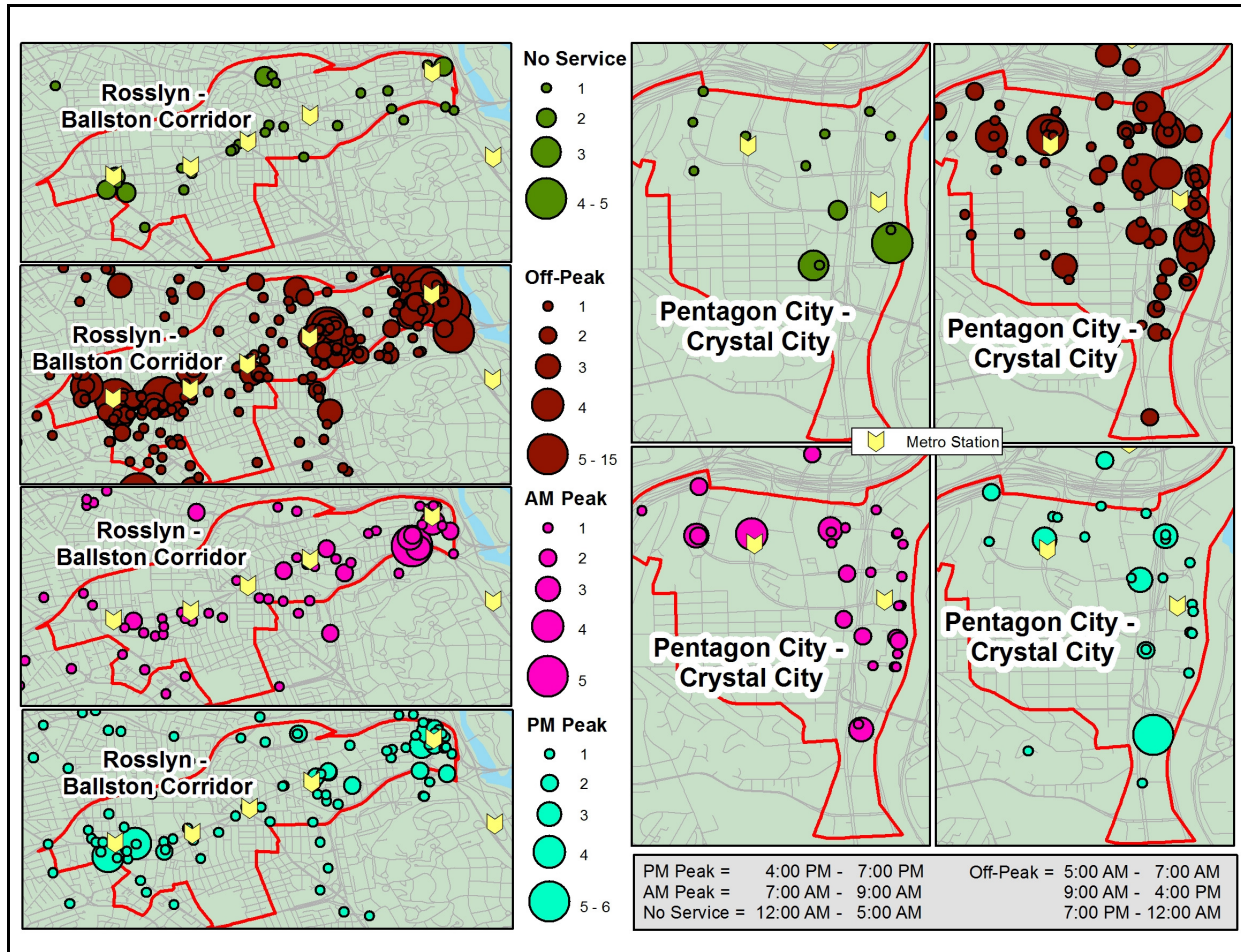 Rosslyn -
Ballston Corridor
No Service
1
2
3
4 - 5
Rosslyn -
Ballston Corridor
Off-Peak
1
2
3
4
5 - 15
Rosslyn -
Ballston Corridor
AM Peak
1
2
3
4
5
Rosslyn -
Ballston Corridor
PM Peak
1
2
3
4
5 - 6
Pentagon City -
Crystal City
Pentagon City -
Crystal City
Metro Station
Pentagon City -
Crystal City
Pentagon City -
Crystal City
PM Peak = 4:00 PM - 7:00 PM
AM Peak = 7:00 AM - 9:00 AM
No Service = 12:00 AM - 5:00 AM
Off-Peak = 5:00 AM - 7:00 AM
9:00 AM - 4:00 PM
7:00 PM - 12:00 AM